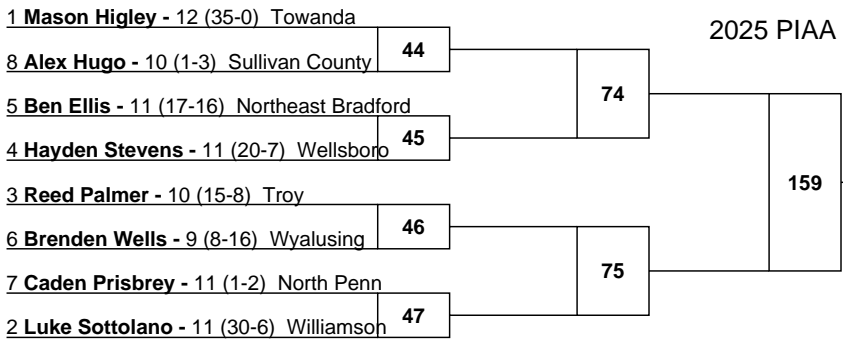 1 Mason Higley - 12 (35-0) Towanda
2025 PIAA
44
8 Alex Hugo - 10 (1-3) Sullivan County
74
5 Ben Ellis - 11 (17-16) Northeast Bradford
45
4 Hayden Stevens - 11 (20-7) Wellsboro
159
3 Reed Palmer - 10 (15-8) Troy
46
6 Brenden Wells - 9 (8-16) Wyalusing
75
7 Caden Prisbrey - 11 (1-2) North Penn
47
2 Luke Sottolano - 11 (30-6) Williamson